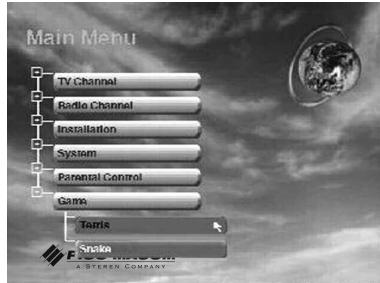 Main Menu
TV Channel
Radio Channel
Installation
System
Parental Control
Game
Tetris
Snake
A STEREN COMPANY